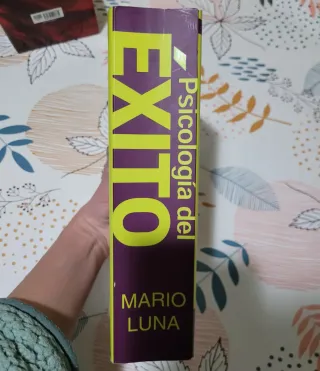 Psicología del
ÉXITO
MARIO
LUNA